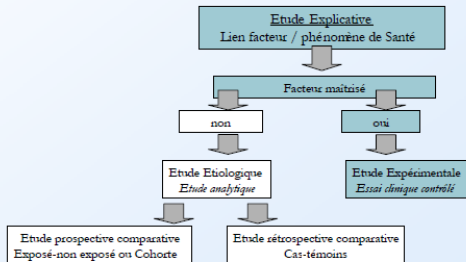 Etude Explicative
Lien facteur / phénomène de Santé
Facteur maîtrisé
non
oui
Etude Etiologique
Etude analytique
Etude Expérimentale
Essai clinique contrôlé
Etude prospective comparative
Exposé-non exposé ou Cohorte
Etude rétrospective comparative
Cas-témoins